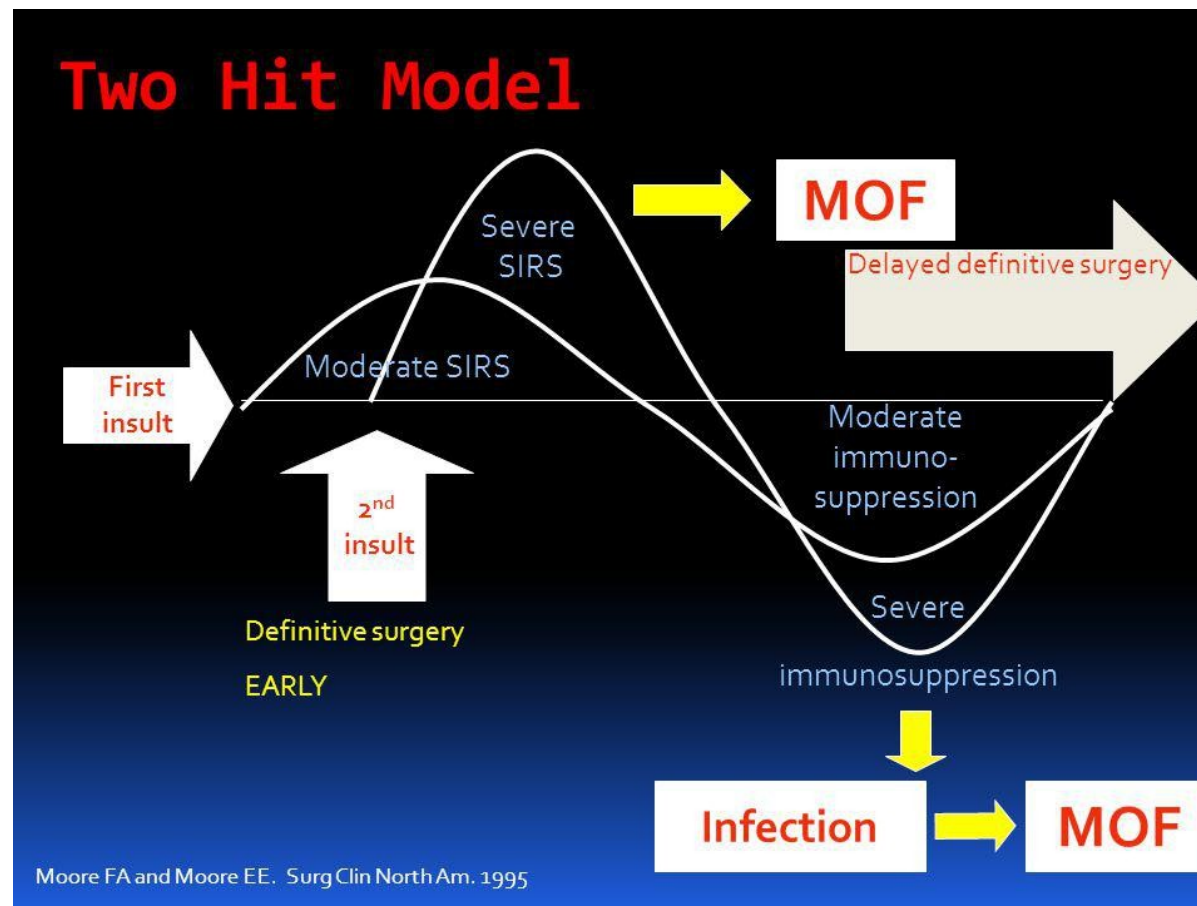 Two Hit Model
MOF
Severe
SIRS
Delayed definitive surgery
Moderate SIRS
First
insult
Moderate
immuno-
suppression
2nd
insult
Severe
immunosuppression
Definitive surgery
EARLY
Infection
MOF
Moore FA and Moore EE. Surg Clin North Am. 1995